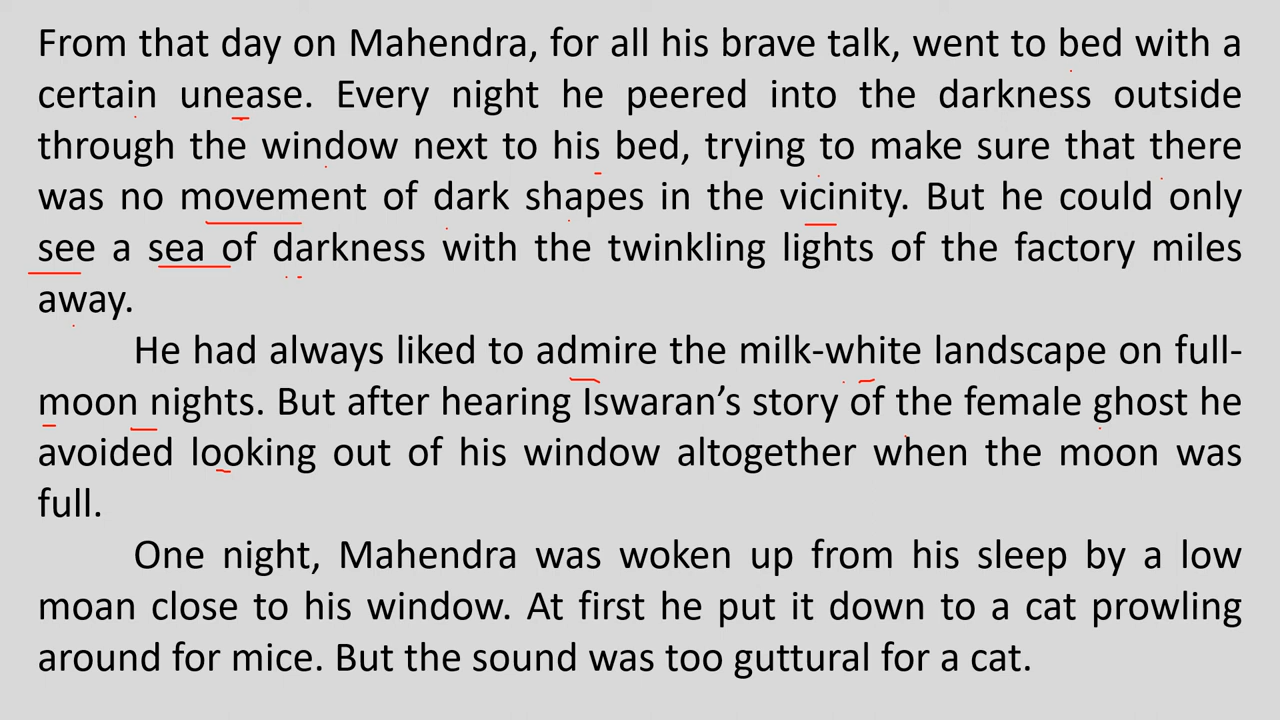 From that day on Mahendra, for all his brave talk, went to bed with a
certain unease. Every night he peered into the darkness outside
through the window next to his bed, trying to make sure that there
was no movement of dark shapes in the vicinity. But he could only
see a sea of darkness with the twinkling lights of the factory miles
away.
He had always liked to admire the milk-white landscape on full-
moon nights. But after hearing Iswaran’s story of the female ghost he
avoided looking out of his window altogether when the moon was
full.
One night, Mahendra was woken up from his sleep by a low
moan close to his window. At first he put it down to a cat prowling
around for mice. But the sound was too guttural for a cat.